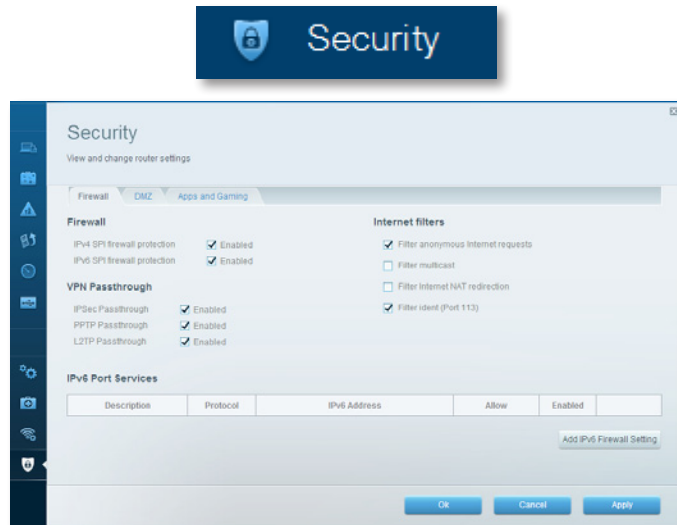 Security
Security
View and change router settings
Firewall DMZ Apps and Gaming
Firewall
IPv4 SPI firewall protection Enabled
IPv6 SPI firewall protection Enabled
VPN Passthrough
IPSec Passthrough Enabled
PPTP Passthrough Enabled
L2TP Passthrough Enabled
Internet filters
Filter anonymous Internet requests
Filter multicast
Filter Internet NAT redirection
Filter ident (Port 113)
IPv6 Port Services
Description Protocol IPv6 Address Allow Enabled
Add IPv6 Firewall Setting
Ok Cancel Apply